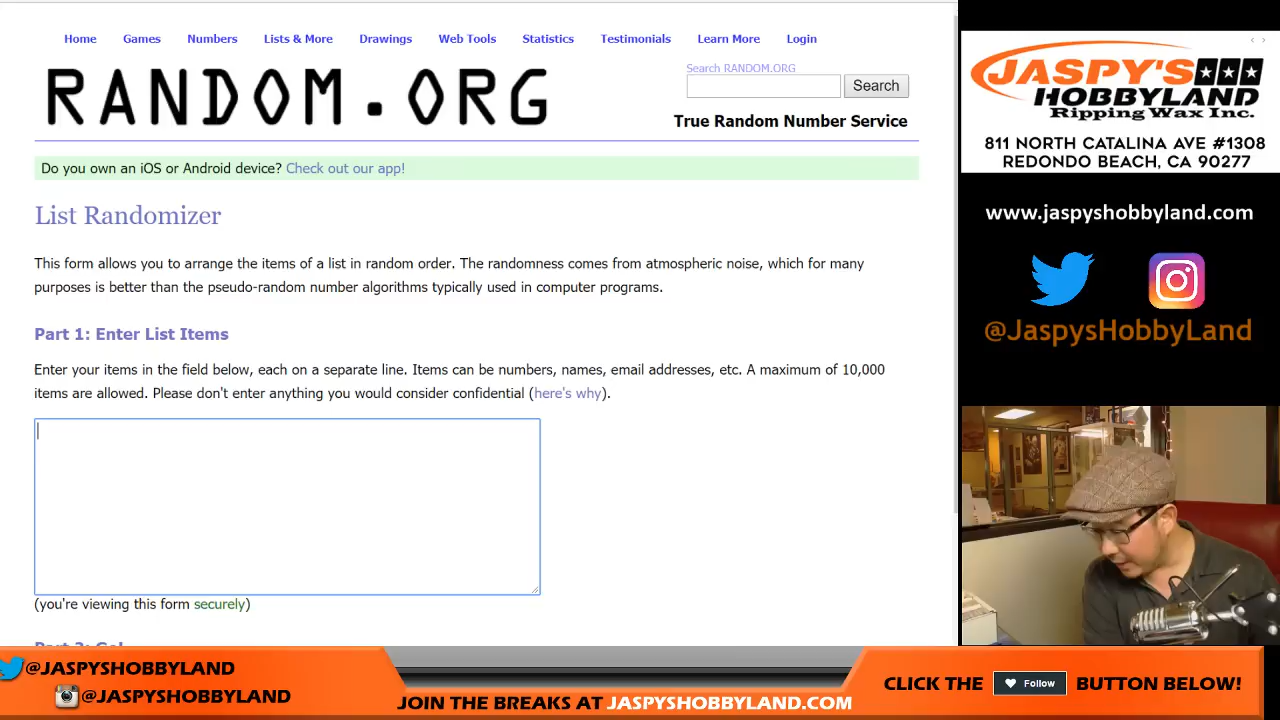 Home Games Numbers Lists & More Drawings Web Tools Statistics Testimonials Learn More Login
RANDOM.ORG
Search RANDOM.ORG
Search
True Random Number Service
Do you own an iOS or Android device? Check out our app!
List Randomizer
This form allows you to arrange the items of a list in random order. The randomness comes from atmospheric noise, which for many
purposes is better than the pseudo-random number algorithms typically used in computer programs.
Part 1: Enter List Items
Enter your items in the field below, each on a separate line. Items can be numbers, names, email addresses, etc. A maximum of 10,000
items are allowed. Please don't enter anything you would consider confidential (here's why).
(you're viewing this form securely)
JASPY'S
HOBBYLAND
Ripping Wax Inc.
811 NORTH CATALINA AVE #1308
REDONDO BEACH, CA 90277
www.jaspyshobbyland.com
@JaspysHobbyLand
@JASPYSHOBBYLAND
@JASPYSHOBBYLAND
JOIN THE BREAKS AT JASPYSHOBBYLAND.COM
CLICK THE Follow BUTTON BELOW!